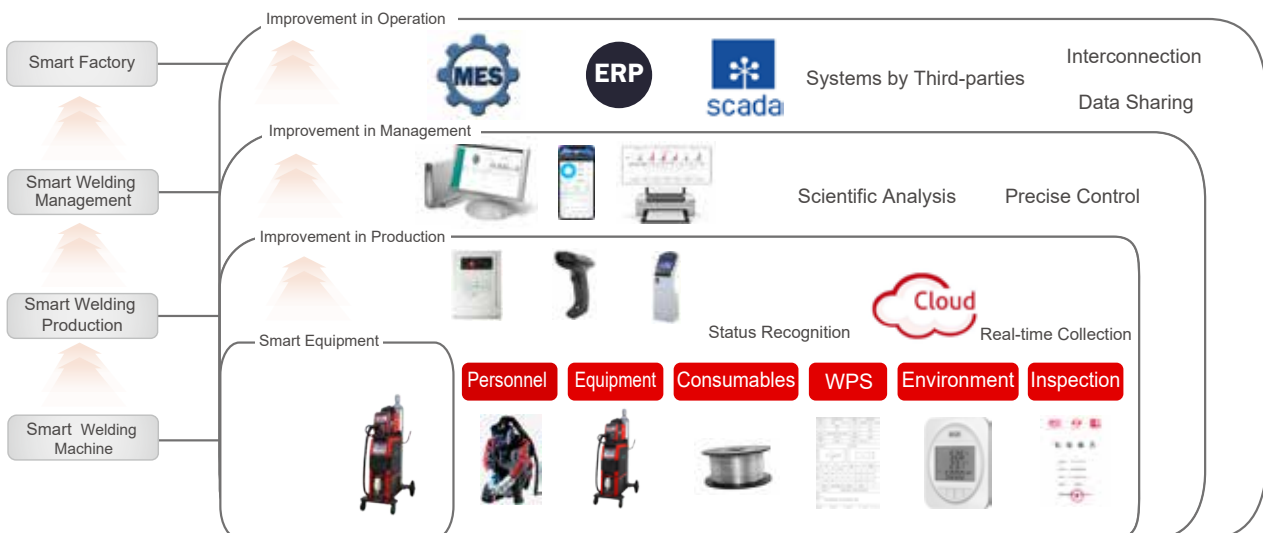 Improvement in Operation
Smart Factory
MES
ERP
scada
Systems by Third-parties
Interconnection
Data Sharing
Improvement in Management
Smart Welding
Management
Scientific Analysis
Precise Control
Improvement in Production
Smart Welding
Production
Cloud
Status Recognition
Real-time Collection
Smart Equipment
Personnel
Equipment
Consumables
WPS
Environment
Inspection
Smart Welding
Machine